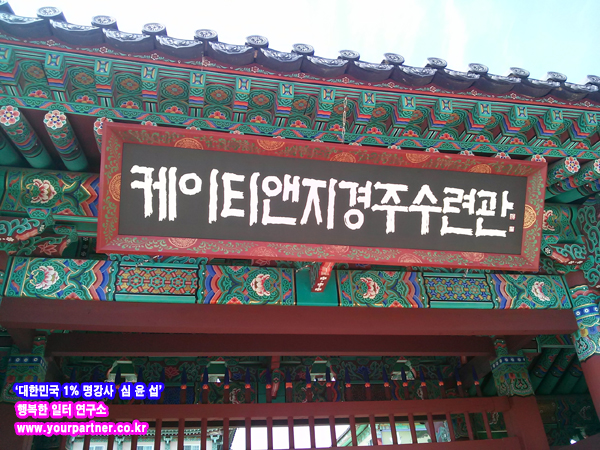 케이티앤지경주수련관
‘대한민국 1% 명강사 심 윤 섭’
행복한 일터 연구소
www.yourpartner.co.kr